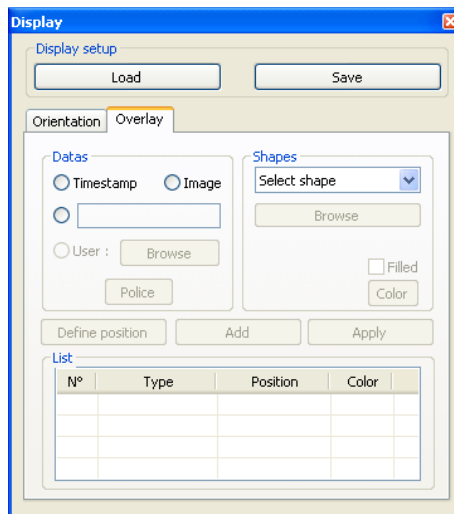 Display
Display setup
Load Save
Orientation Overlay
Datas Shapes
Timestamp Image Select shape
Browse
User : Browse
Filled
Police Color
Define position Add Apply
List
N° Type Position Color